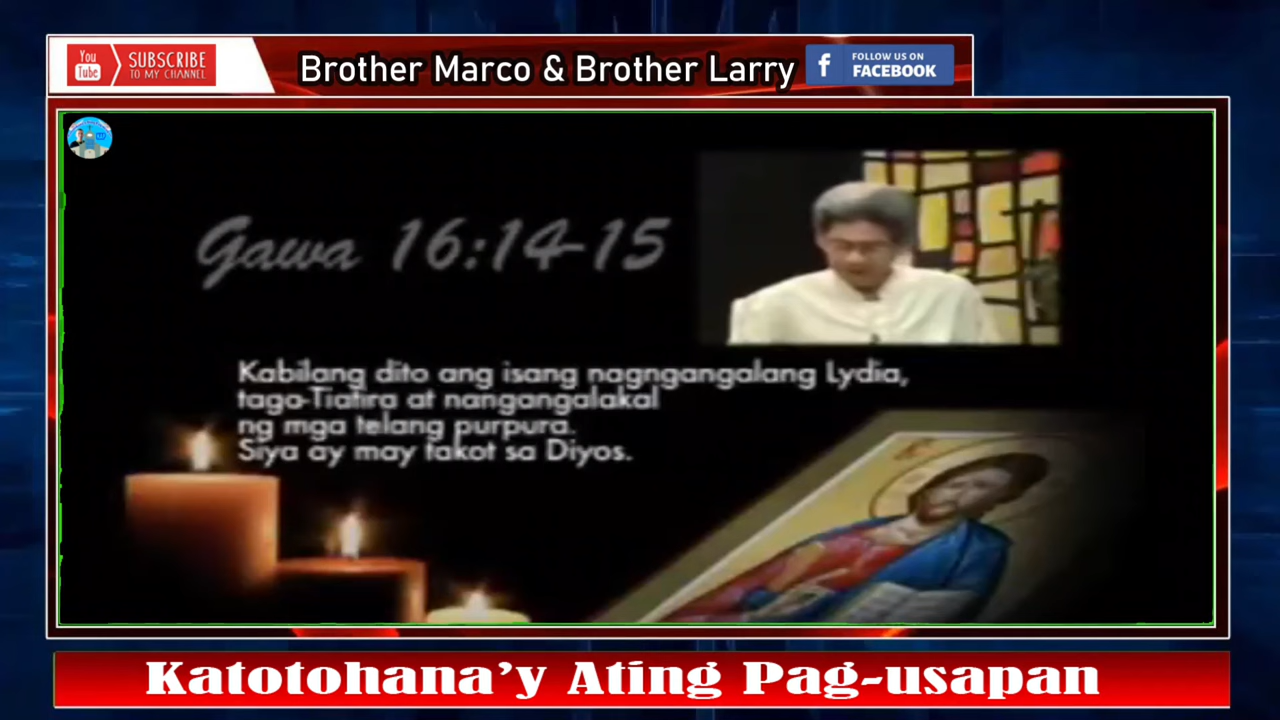 You
Tube
SUBSCRIBE
TO MY CHANNEL
Brother Marco & Brother Larry
f
FOLLOW US ON
FACEBOOK
Gawa 16:14-15
Kabilang dito ang isang nagngangalang Lydia,
taga-Tiatira at nangangalakal
ng mga telang purpura.
Siya ay may takot sa Diyos.
Katotohana'y Ating Pag-usapan